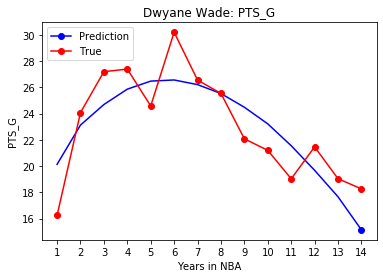 Dwyane Wade: PTS_G
Prediction
True
PTS_G
30
28
26
24
22
20
18
16
1 2 3 4 5 6 7 8 9 10 11 12 13 14
Years in NBA